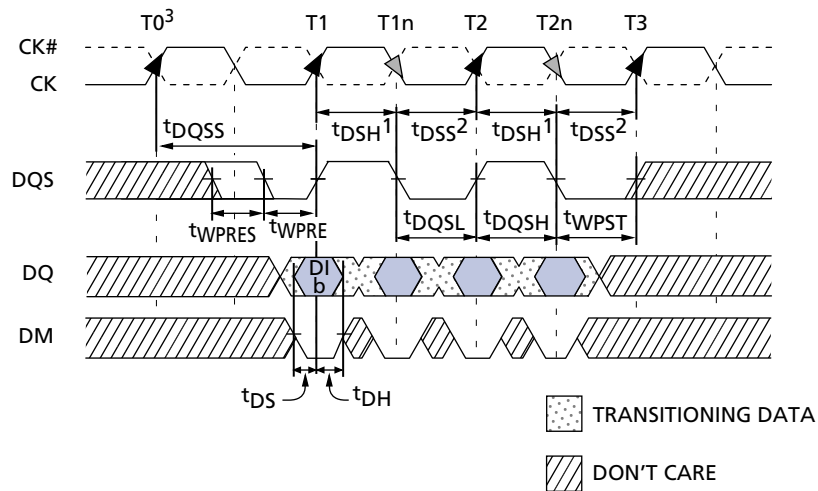 T0³ T1 T1n T2 T2n T3
CK#
CK
tDSH¹ tDSS² tDSH¹ tDSS²
tDQSS
DQS
tDQSL tDQSH tWPST
tWPRES tWPRE
DQ
DI
b
DM
tDS tDH
TRANSITIONING DATA
DON'T CARE